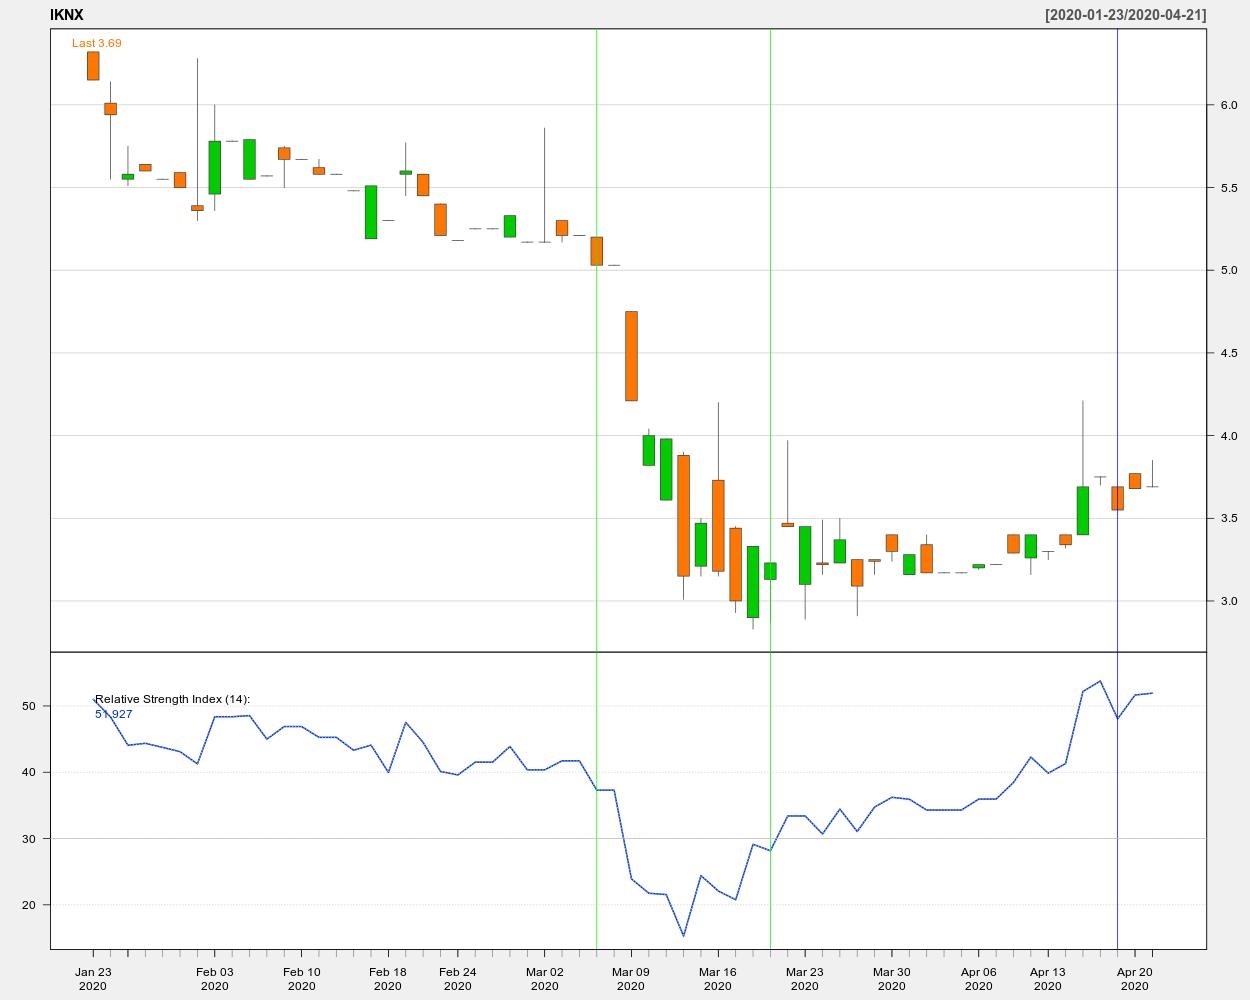 IKNX
[2020-01-23/2020-04-21]
Last 3.69
6.0
5.5
5.0
4.5
4.0
3.5
3.0
Relative Strength Index (14):
51.927
50
40
30
20
Jan 23
2020
Feb 03
2020
Feb 10
2020
Feb 18
2020
Feb 24
2020
Mar 02
2020
Mar 09
2020
Mar 16
2020
Mar 23
2020
Mar 30
2020
Apr 06
2020
Apr 13
2020
Apr 20
2020